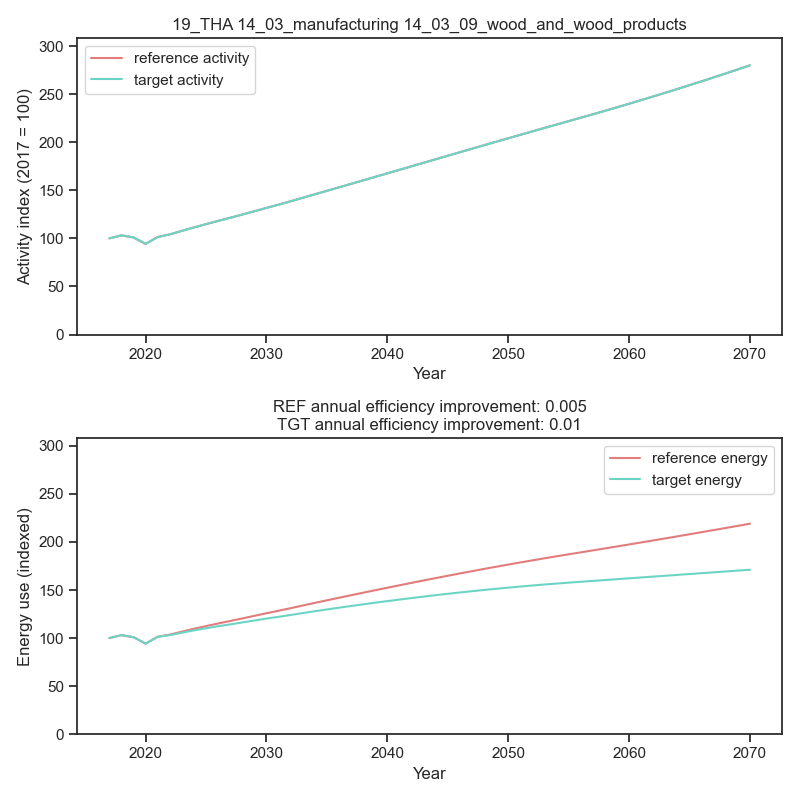 19_THA 14_03_manufacturing 14_03_09_wood_and_wood_products
reference activity
target activity
Activity index (2017 = 100)
300
250
200
150
100
50
0
2020 2030 2040 2050 2060 2070
Year
REF annual efficiency improvement: 0.005
TGT annual efficiency improvement: 0.01
reference energy
target energy
Energy use (indexed)
300
250
200
150
100
50
0
2020 2030 2040 2050 2060 2070
Year